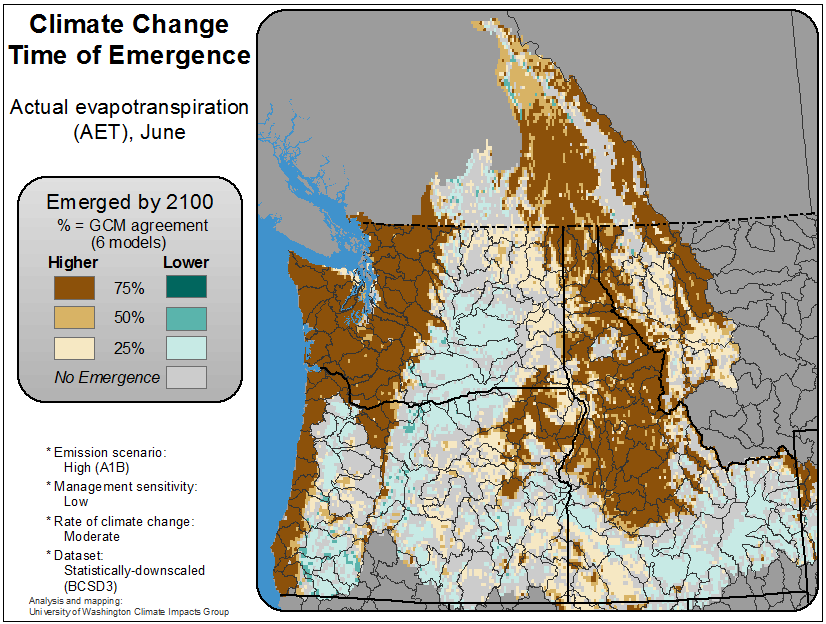 Climate Change
Time of Emergence
Actual evapotranspiration
(AET), June
Emerged by 2100
% = GCM agreement
(6 models)
Higher Lower
75%
50%
25%
No Emergence
* Emission scenario:
High (A1B)
* Management sensitivity:
Low
* Rate of climate change:
Moderate
* Dataset:
Statistically-downscaled
(BCSD3)
Analysis and mapping:
University of Washington Climate Impacts Group